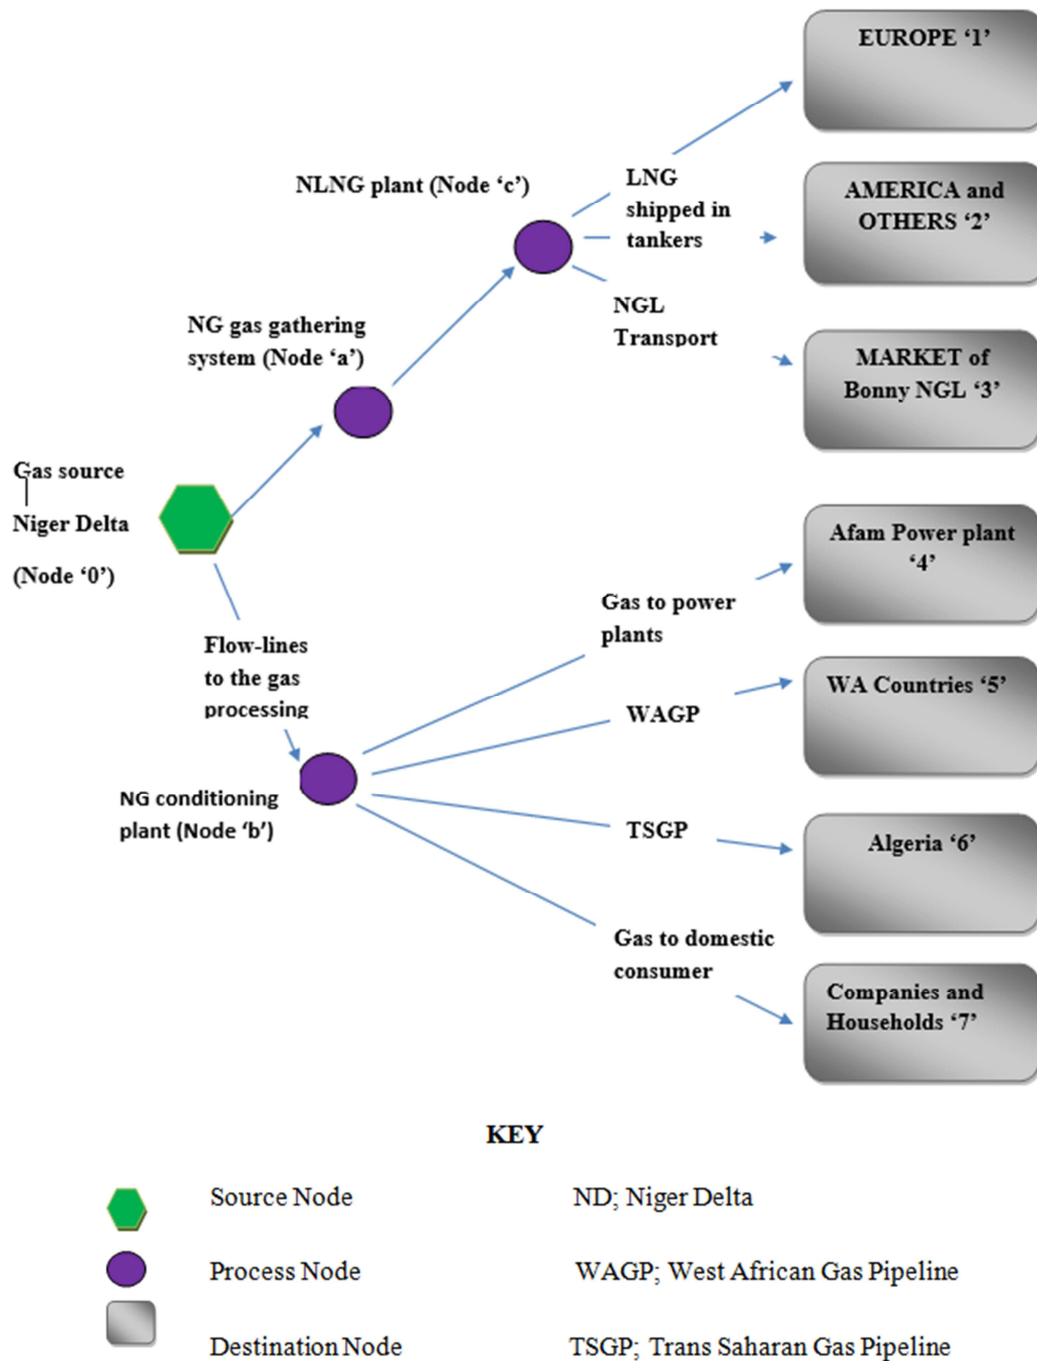 EUROPE ‘1’
NLNG plant (Node ‘c’)
LNG
shipped in
tankers
AMERICA and
OTHERS ‘2’
NGL
Transport
NG gas gathering
system (Node ‘a’)
MARKET of
Bonny NGL ‘3’
Gas source
Niger Delta
(Node ‘0’)
Afam Power plant
‘4’
Gas to power
plants
Flow-lines
to the gas
processing
WA Countries ‘5’
WAGP
NG conditioning
plant (Node ‘b’)
TSGP
Algeria ‘6’
Gas to domestic
consumer
Companies and
Households ‘7’
KEY
Source Node
ND; Niger Delta
Process Node
WAGP; West African Gas Pipeline
Destination Node
TSGP; Trans Saharan Gas Pipeline